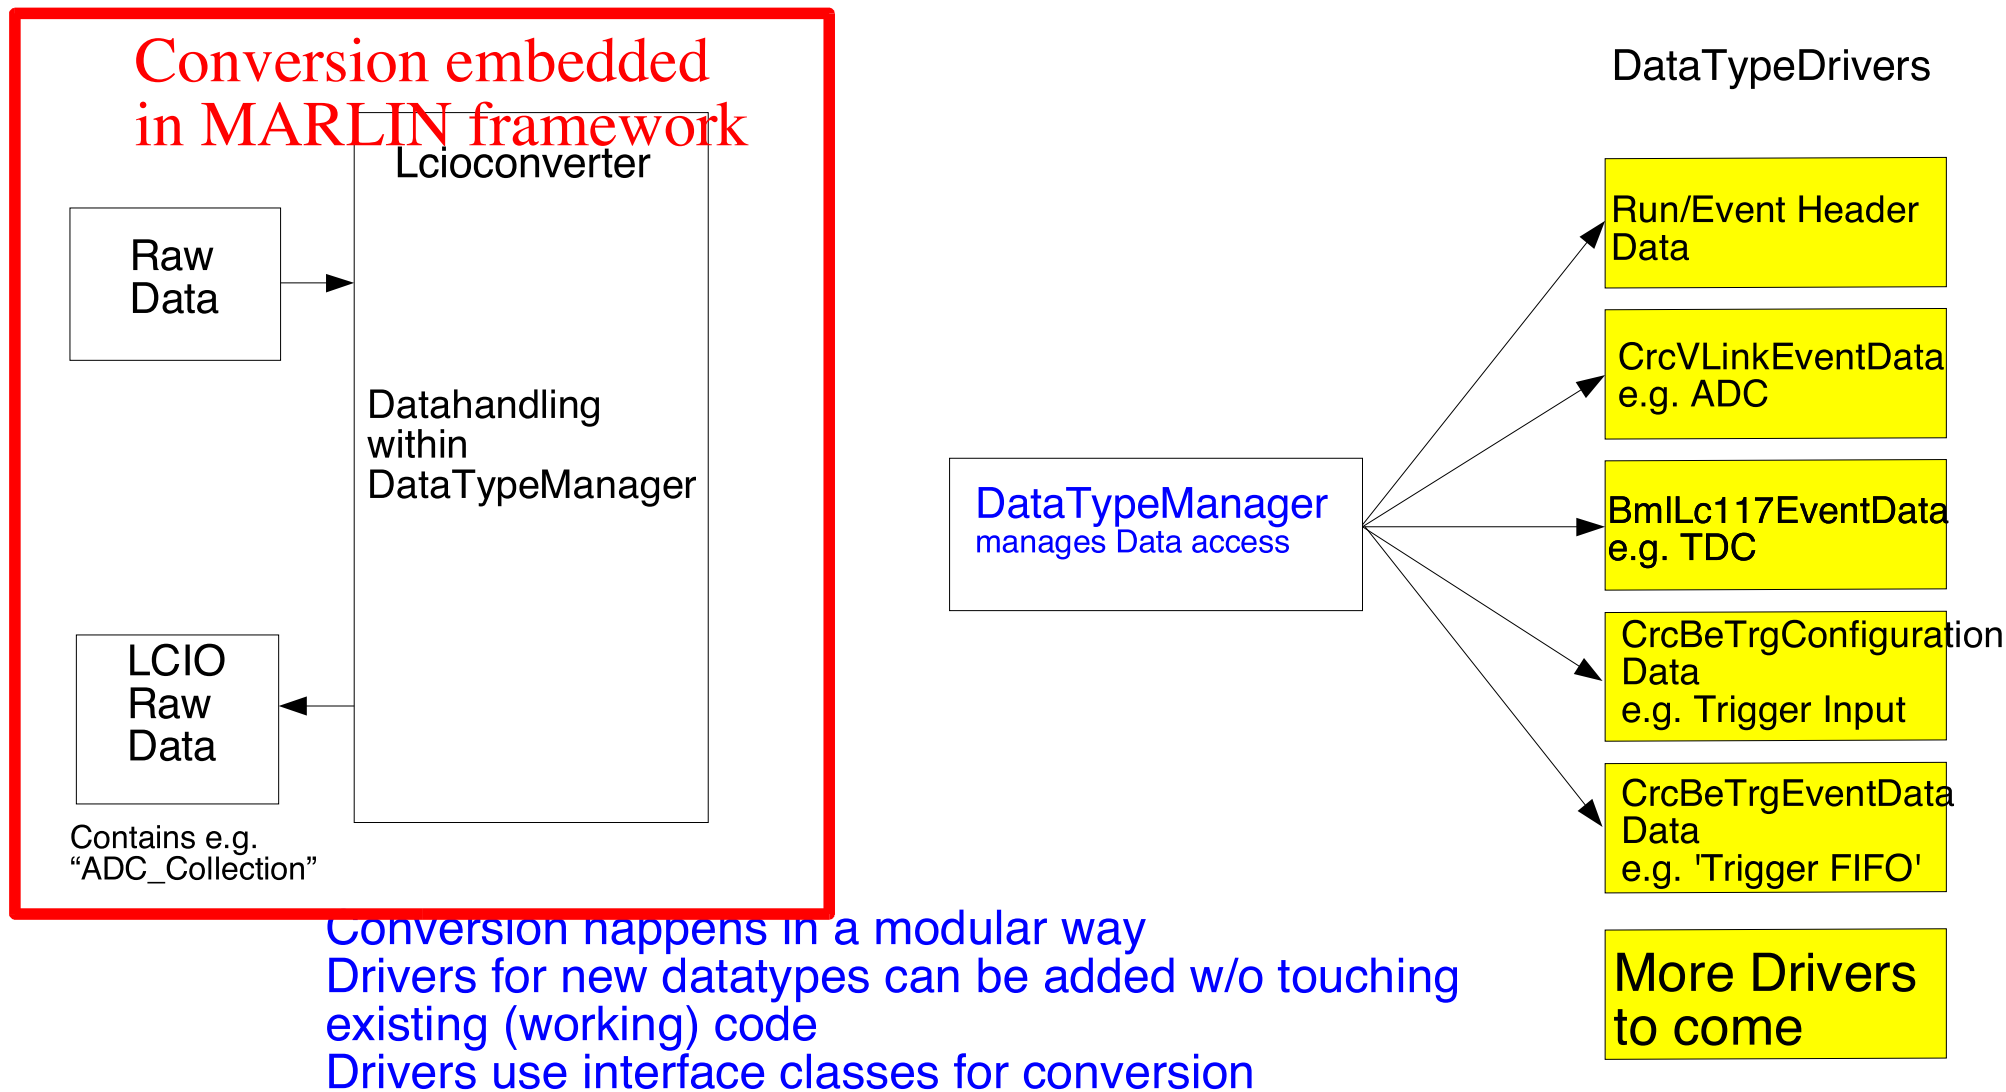 Conversion embedded
in MARLIN framework
Lcioconverter
Raw
Data
Datahandling
within
DataTypeManager
LCIO
Raw
Data
Contains e.g.
“ADC_Collection”
DataTypeManager
manages Data access
DataTypeDrivers
Run/Event Header
Data
CrcVLinkEventData
e.g. ADC
BmlLc117EventData
e.g. TDC
CrcBeTrgConfiguration
Data
e.g. Trigger Input
CrcBeTrgEventData
Data
e.g. 'Trigger FIFO'
More Drivers
to come
Conversion happens in a modular way
Drivers for new datatypes can be added w/o touching
existing (working) code
Drivers use interface classes for conversion